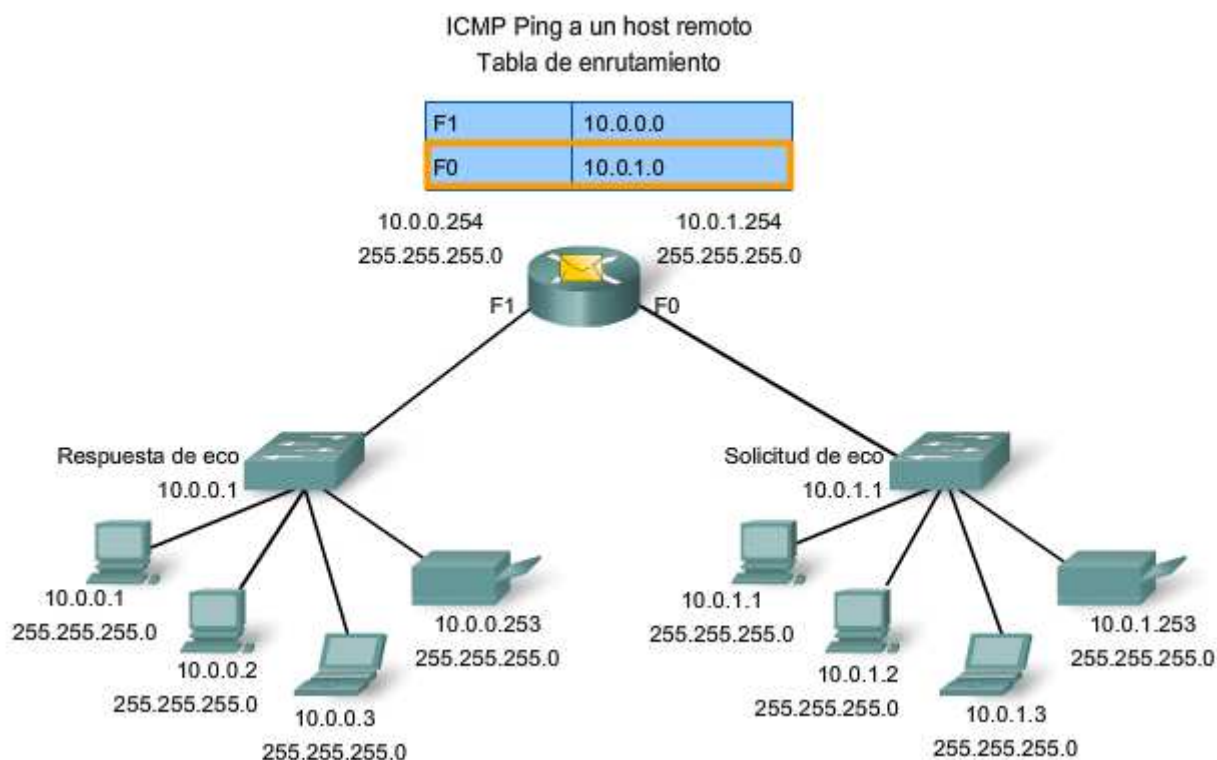 ICMP Ping a un host remoto
Tabla de enrutamiento
F1 10.0.0.0
F0 10.0.1.0
10.0.0.254
255.255.255.0
10.0.1.254
255.255.255.0
F1
F0
Respuesta de eco
10.0.0.1
Solicitud de eco
10.0.1.1
10.0.0.1
255.255.255.0
10.0.0.2
255.255.255.0
10.0.0.3
255.255.255.0
10.0.0.253
255.255.255.0
10.0.1.1
255.255.255.0
10.0.1.2
255.255.255.0
10.0.1.3
255.255.255.0
10.0.1.253
255.255.255.0